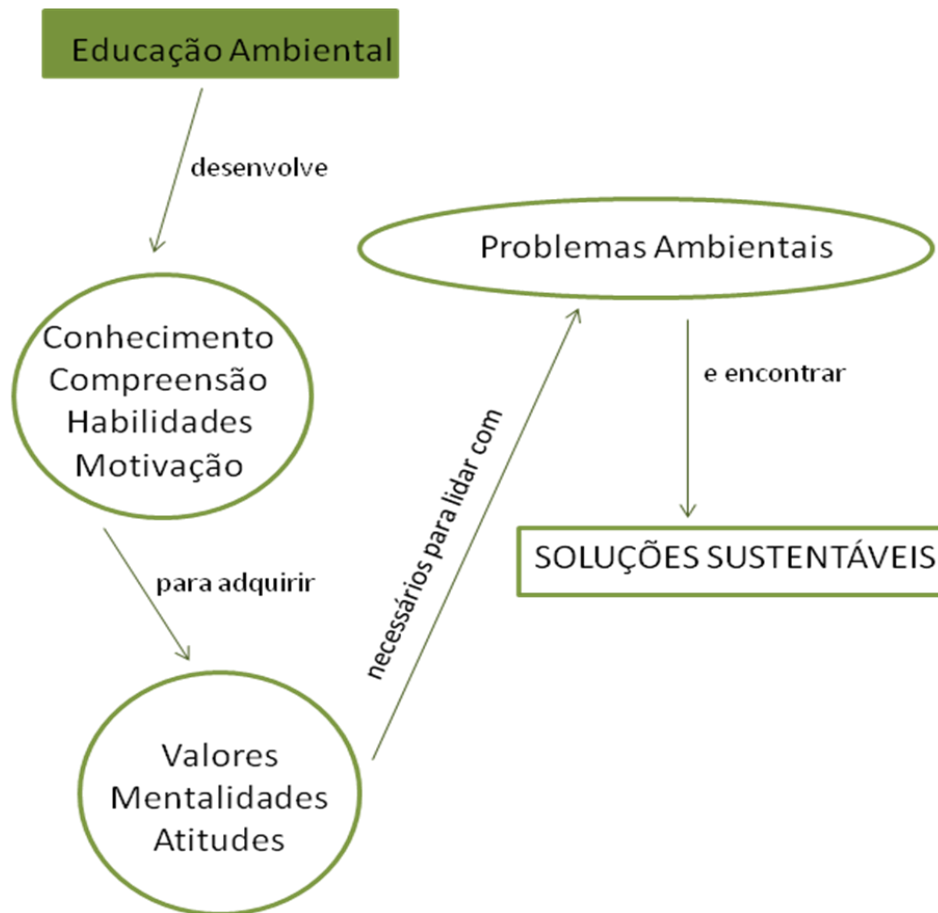 Educação Ambiental
desenvolve
Conhecimento
Compreensão
Habilidades
Motivação
para adquirir
Valores
Mentalidades
Atitudes
necessários para lidar com
Problemas Ambientais
e encontrar
SOLUÇÕES SUSTENTÁVEIS